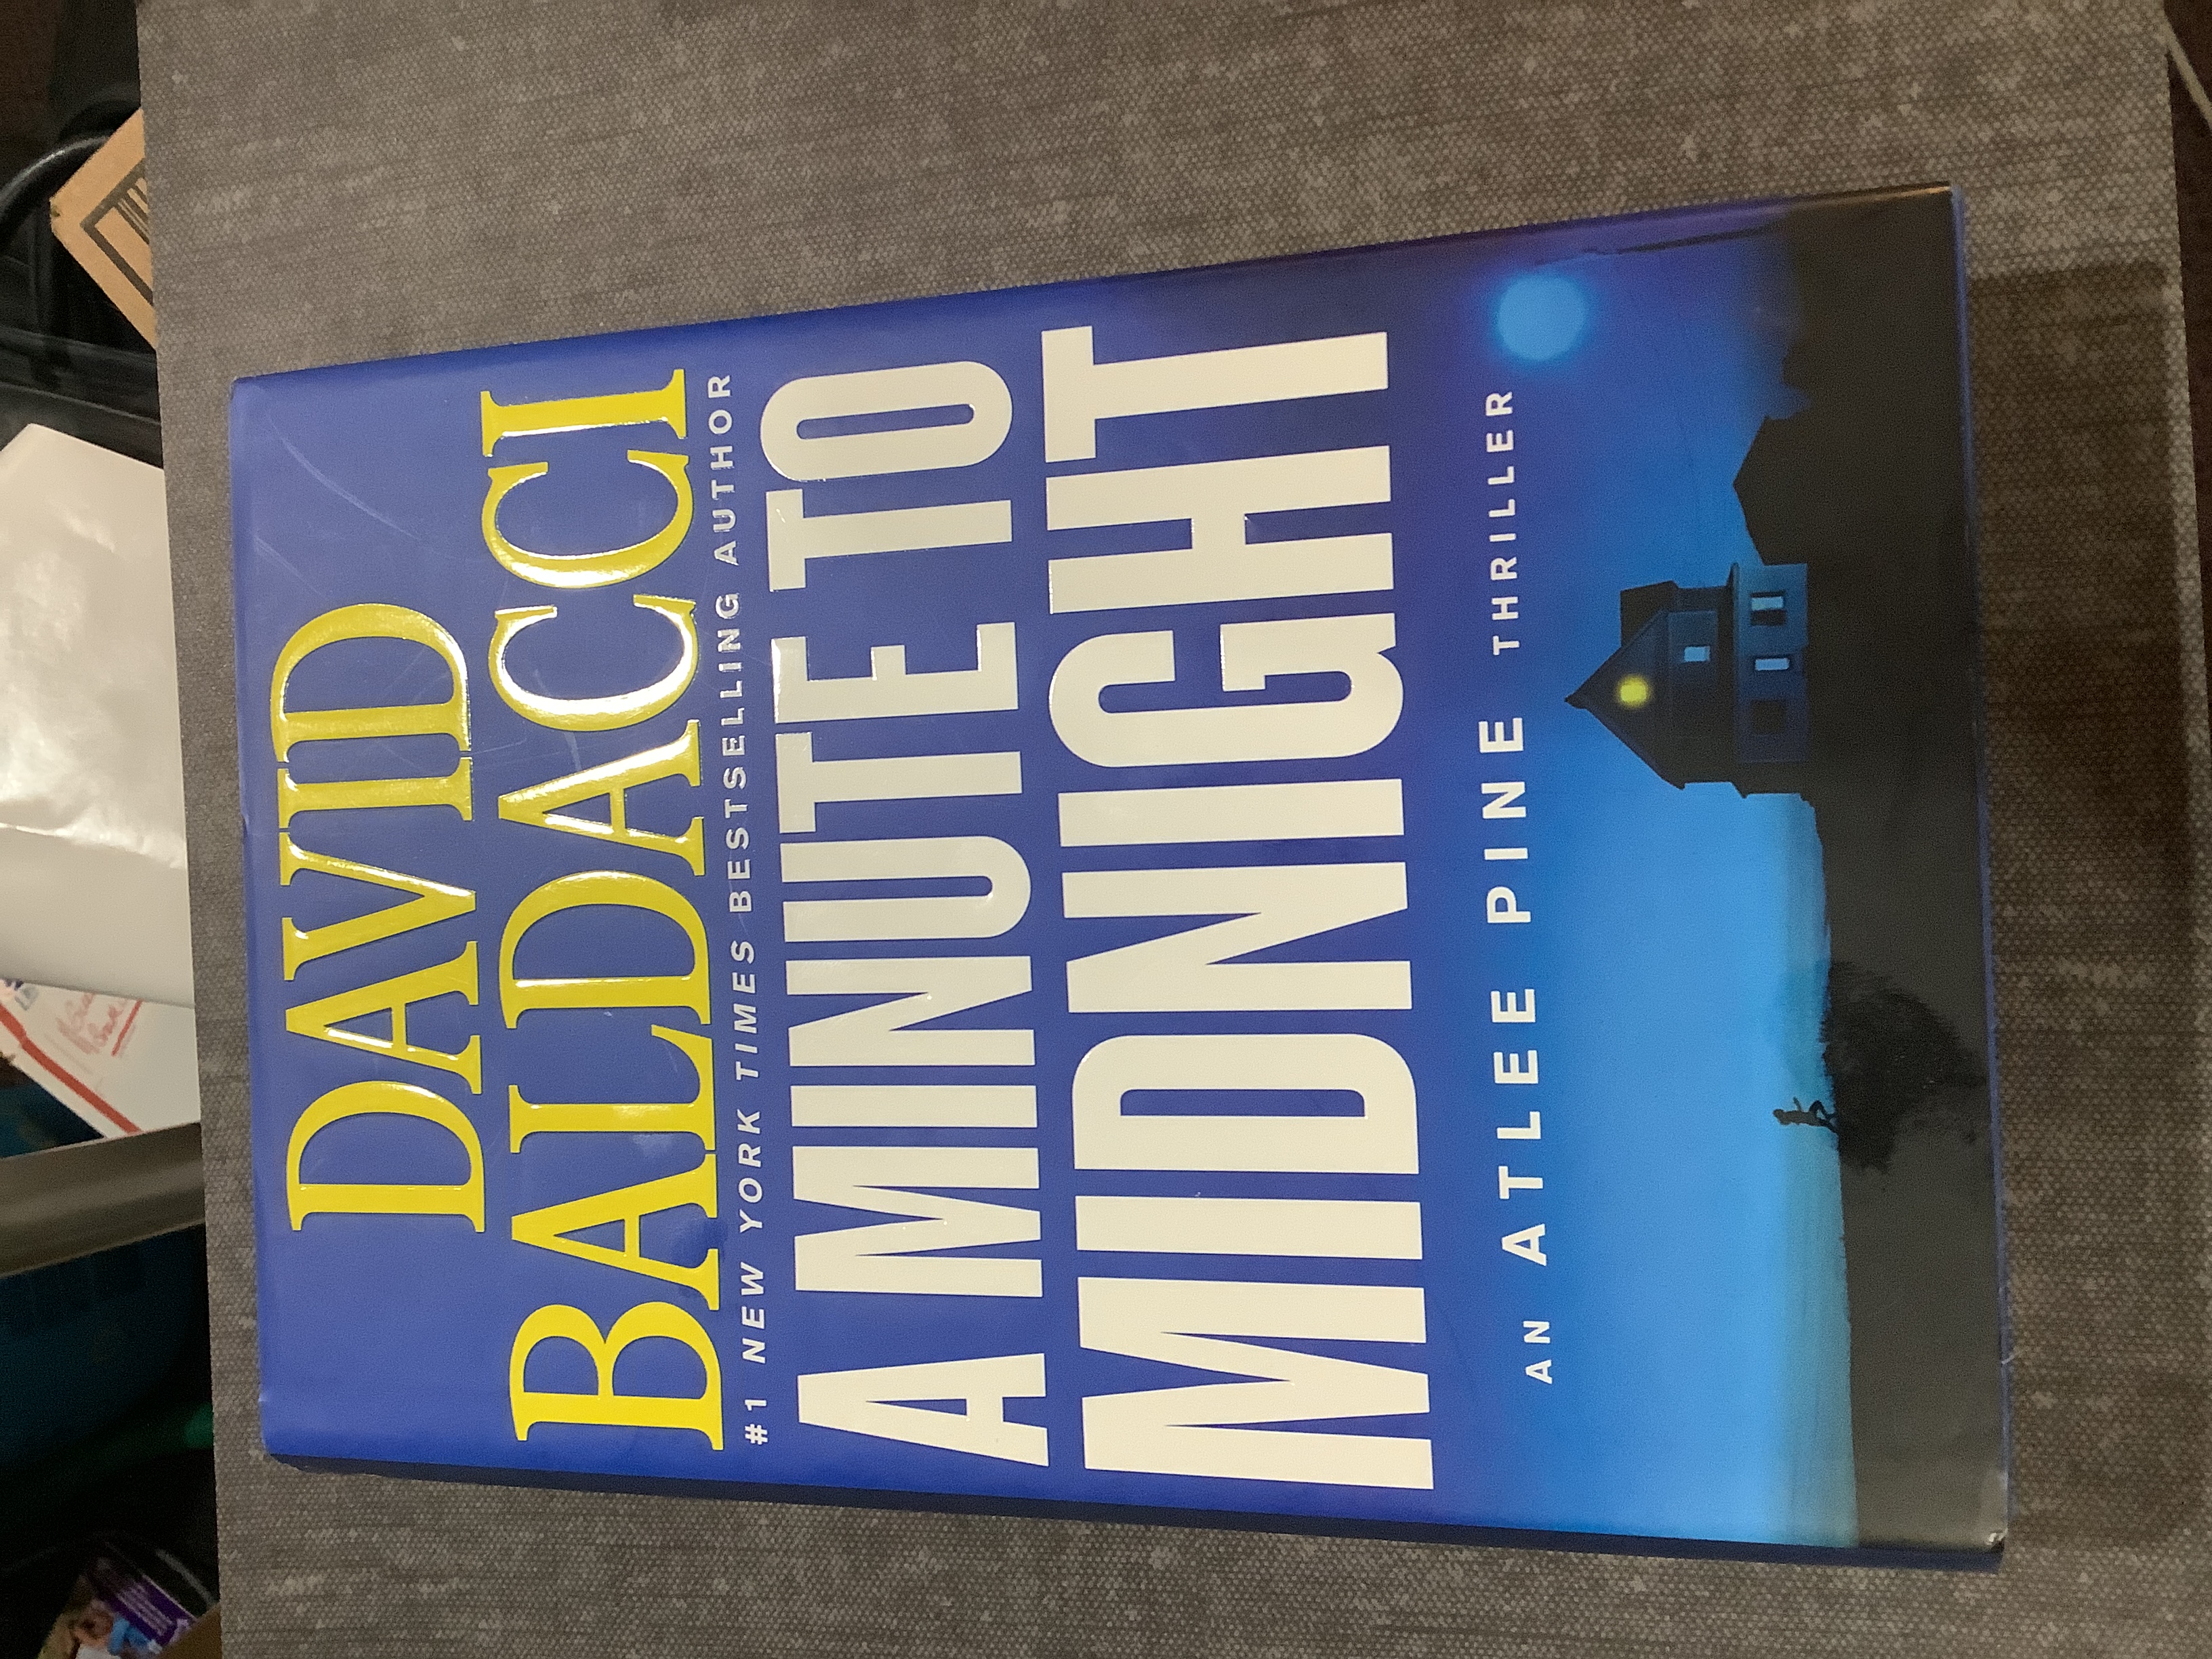 DAVID
BALDACCI
#1 NEW YORK TIMES BESTSELLING AUTHOR
A MINUTE TO
MIDNIGHT
AN ATLEE PINE THRILLER